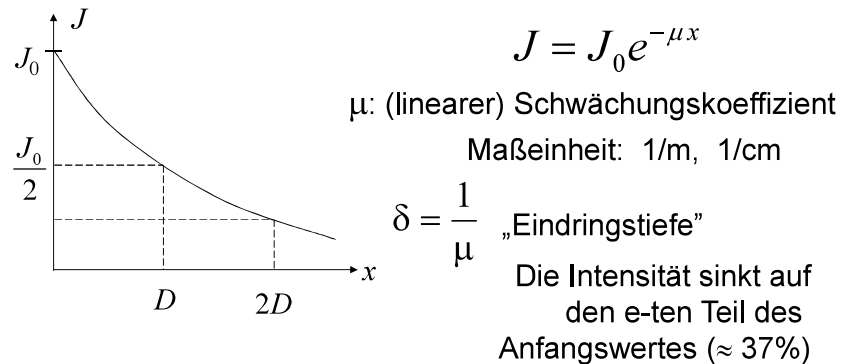 J
J₀
J₀/2
D
2D
x
J = J₀e^{-μx}
μ: (linearer) Schwächungskoeffizient
Maßeinheit: 1/m, 1/cm
δ = 1/μ „Eindringstiefe”
Die Intensität sinkt auf
den e-ten Teil des
Anfangswertes (≈ 37%)